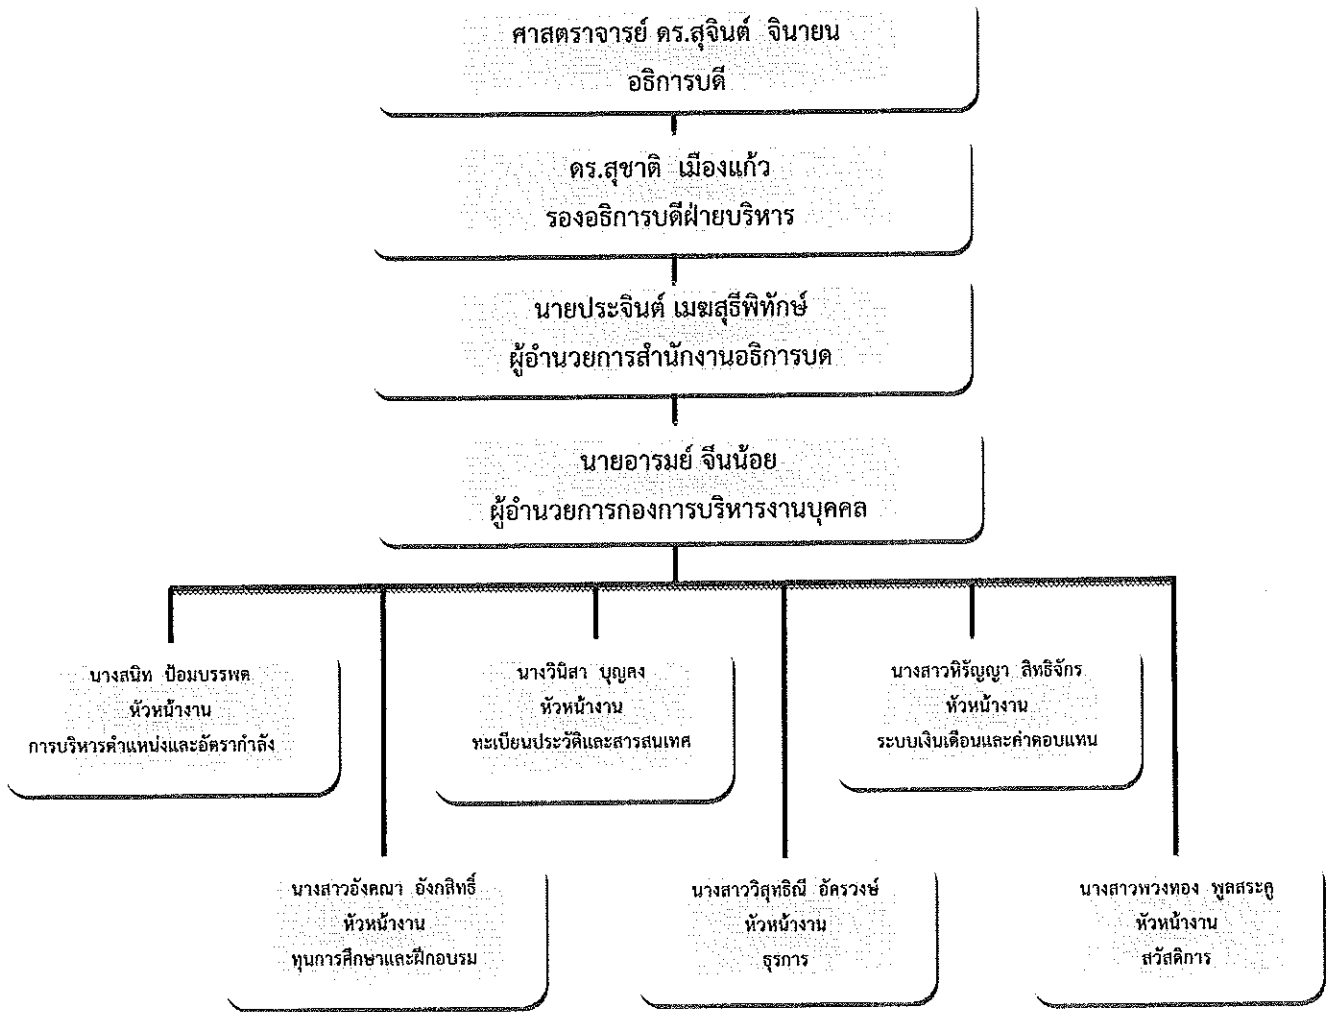 ศาสตราจารย์ ดร.สุจินต์ จินายน
อธิการบดี
ดร.สุชาติ เมืองแก้ว
รองอธิการบดีฝ่ายบริหาร
นายประจินต์ เมฆสุธีพิทักษ์
ผู้อำนวยการสำนักงานอธิการบด
นายอารมย์ จีนน้อย
ผู้อำนวยการกองการบริหารงานบุคคล
นางสนิท ป้อมบรรพต
หัวหน้างาน
การบริหารตำแหน่งและอัตรากำลัง
นางวินิสา บุญคง
หัวหน้างาน
ทะเบียนประวัติและสารสนเทศ
นางสาวหิรัญญา สิทธิจักร
หัวหน้างาน
ระบบเงินเดือนและค่าตอบแทน
นางสาวอังคณา อังกสิทธิ์
หัวหน้างาน
ทุนการศึกษาและฝึกอบรม
นางสาววิสุทธิณี อัครวงษ์
หัวหน้างาน
ธุรการ
นางสาวพวงทอง พูลสระคู
หัวหน้างาน
สวัสดิการ